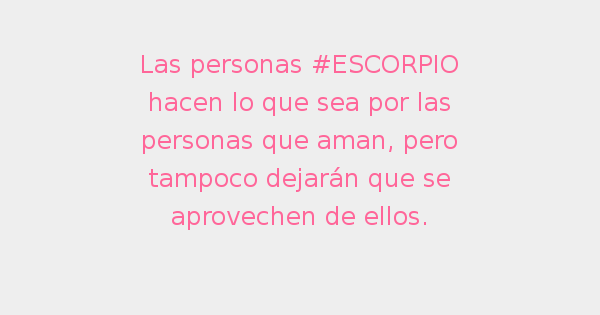 Las personas #ESCORPIO
hacen lo que sea por las
personas que aman, pero
tampoco dejarán que se
aprovechen de ellos.